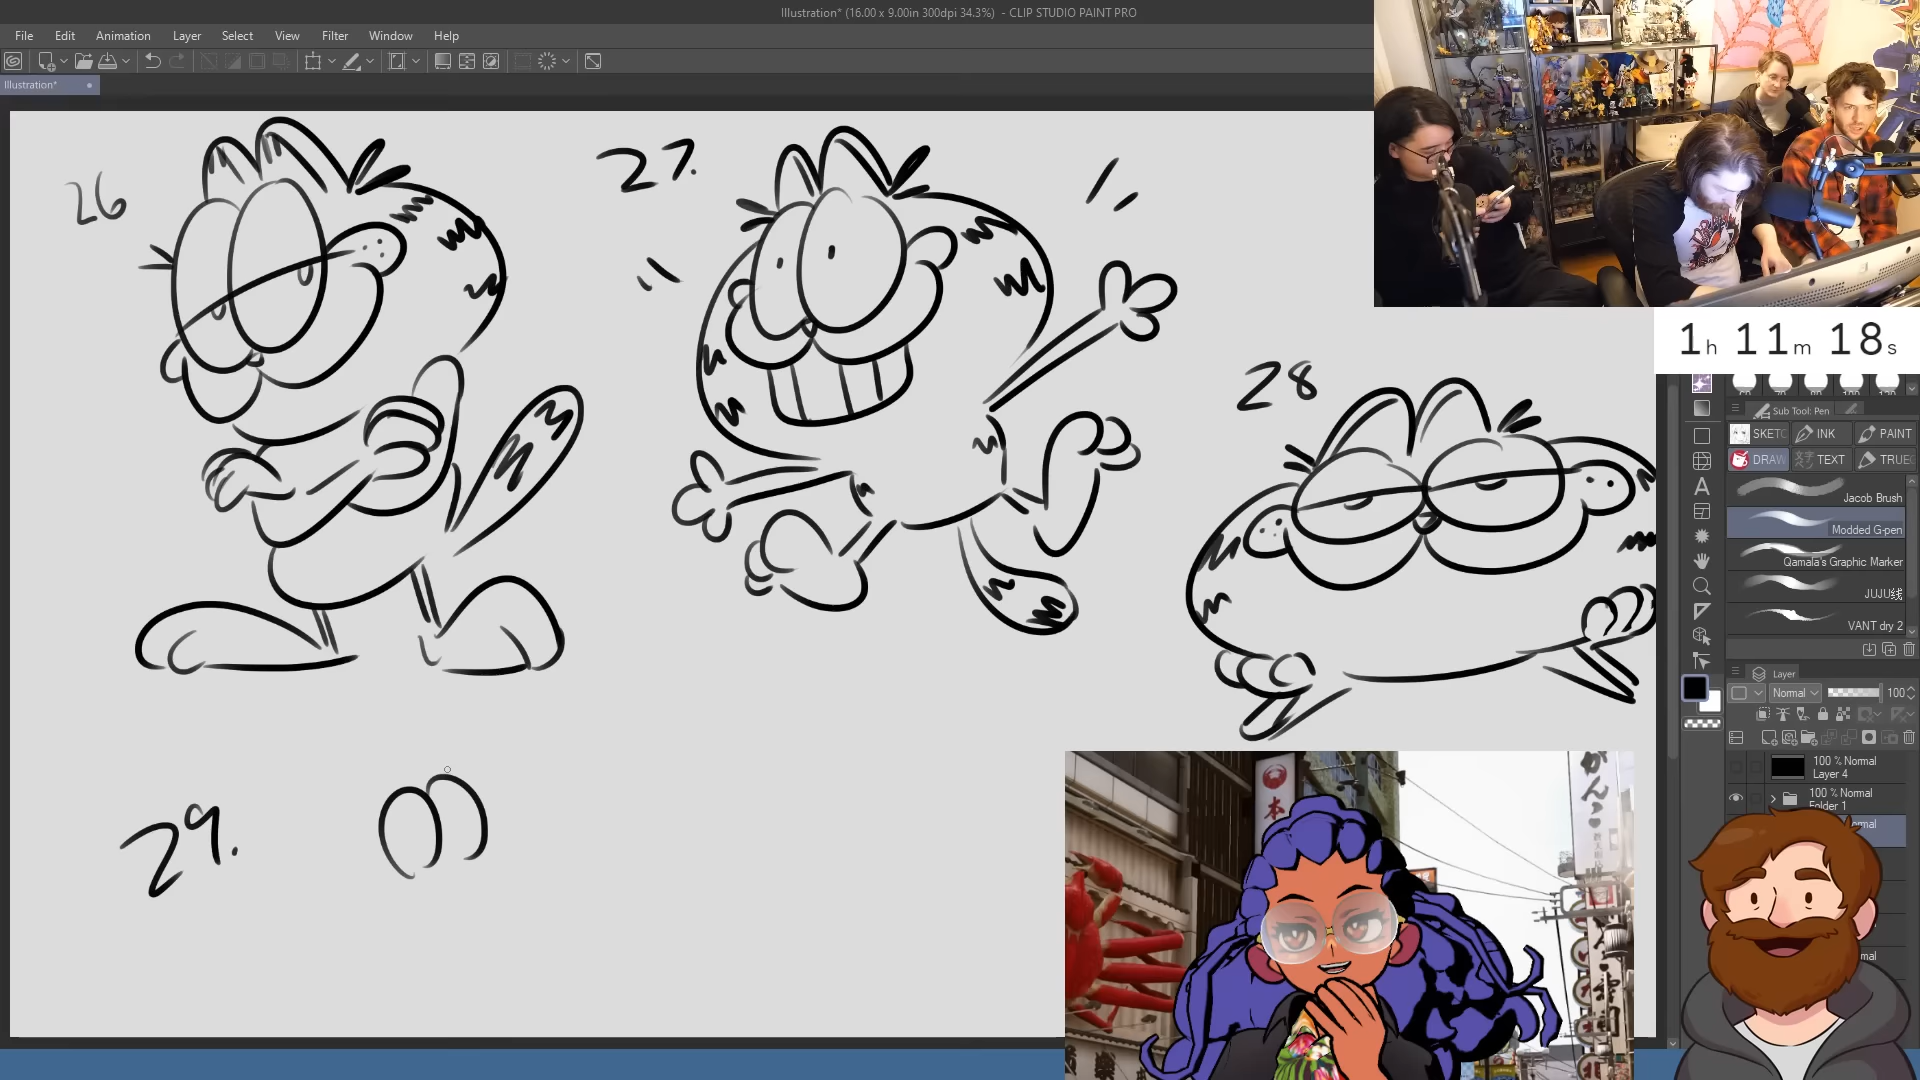 Illustration* (16.00 x 9.00in 300dpi 34.3%) - CLIP STUDIO PAINT PRO
File Edit Animation Layer Select View Filter Window Help
Illustration*
26
27.
28
29.
1h 11m 18s
Sub Tool: Pen
SKETC INK PAINT
DRAW TEXT TRUE
Jacob Brush
Modded G-pen
Qamala's Graphic Marker
JUJU线
VANT dry 2
Layer
Normal 100
100 % Normal
Layer 4
100 % Normal
Folder 1
ormal
mal
本